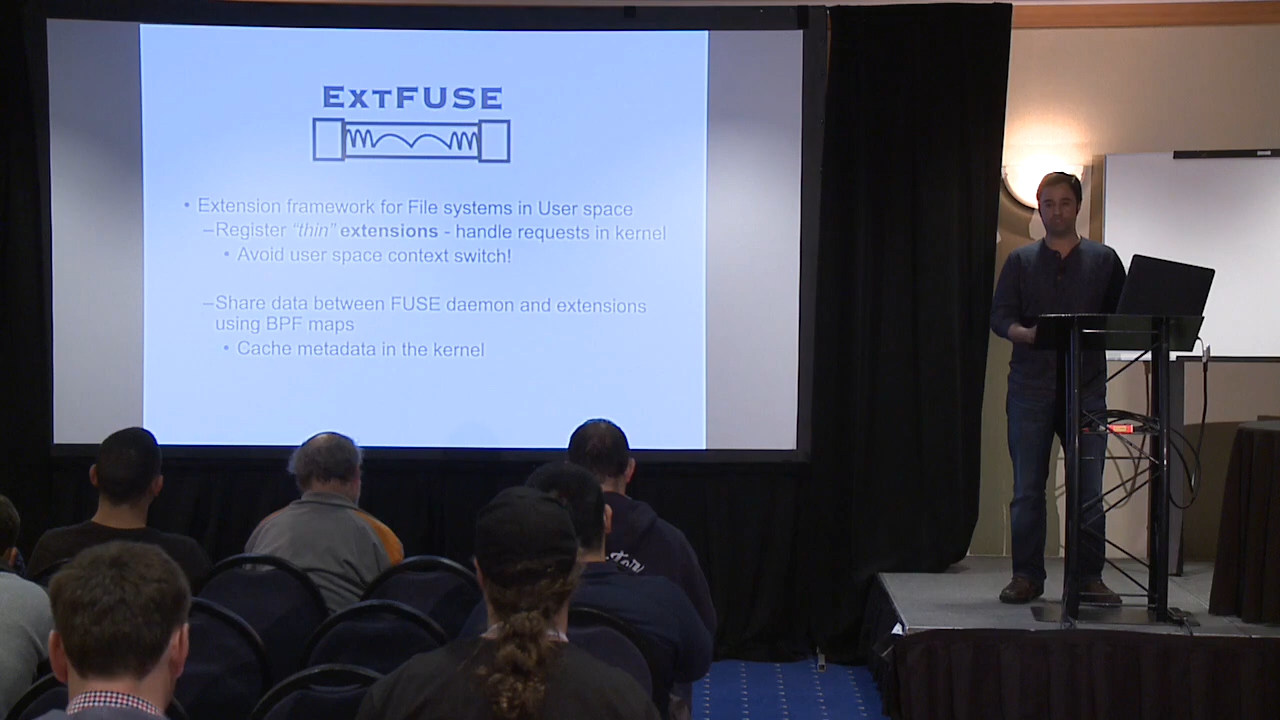 EXTFUSE
• Extension framework for File systems in User space
–Register “thin” extensions - handle requests in kernel
• Avoid user space context switch!
–Share data between FUSE daemon and extensions
using BPF maps
• Cache metadata in the kernel